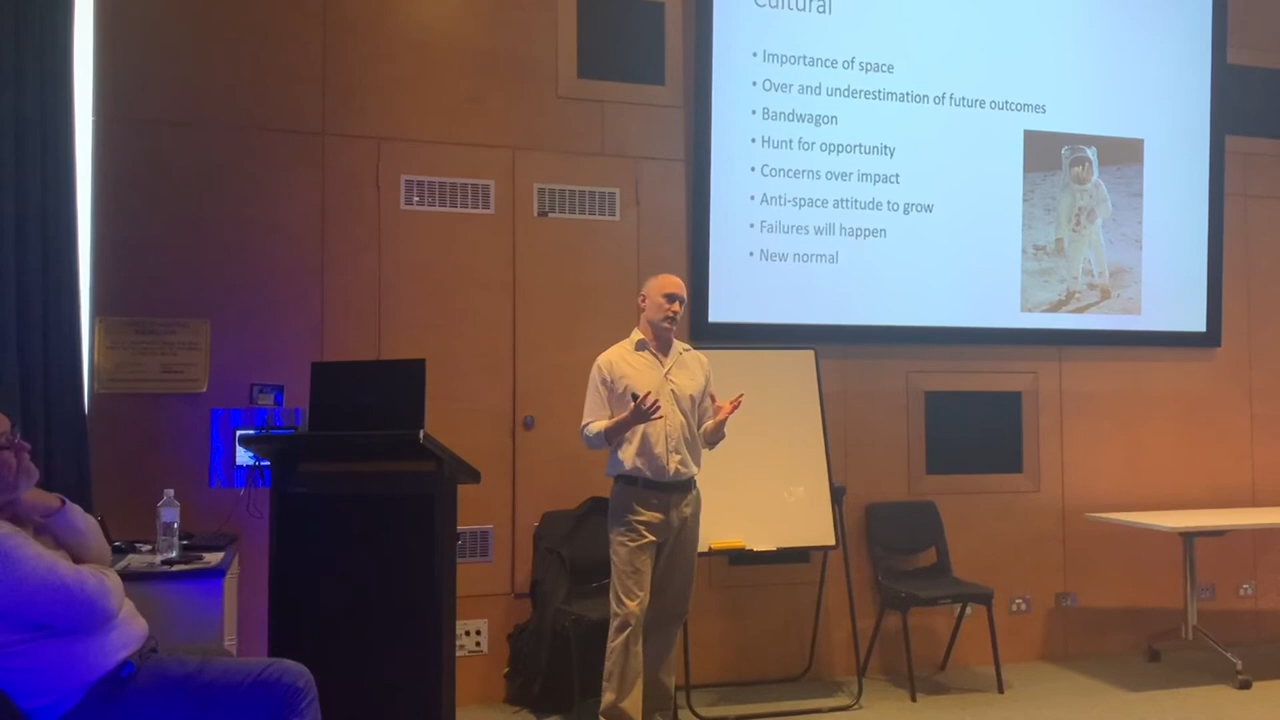 Cultural
• Importance of space
• Over and underestimation of future outcomes
• Bandwagon
• Hunt for opportunity
• Concerns over impact
• Anti-space attitude to grow
• Failures will happen
• New normal